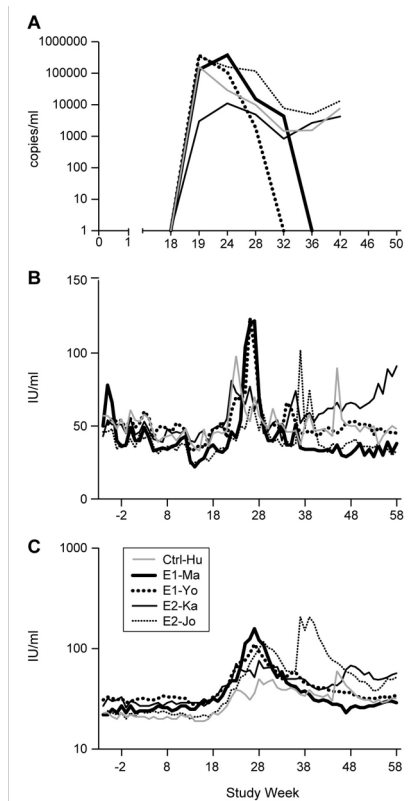 A
copies/ml
1000000
100000
10000
1000
100
10
1
0 1 18 19 24 28 32 36 42 46 50
B
IU/ml
150
100
50
0
-2 8 18 28 38 48 58
C
IU/ml
1000
100
10
Ctrl-Hu
E1-Ma
E1-Yo
E2-Ka
E2-Jo
-2 8 18 28 38 48 58
Study Week